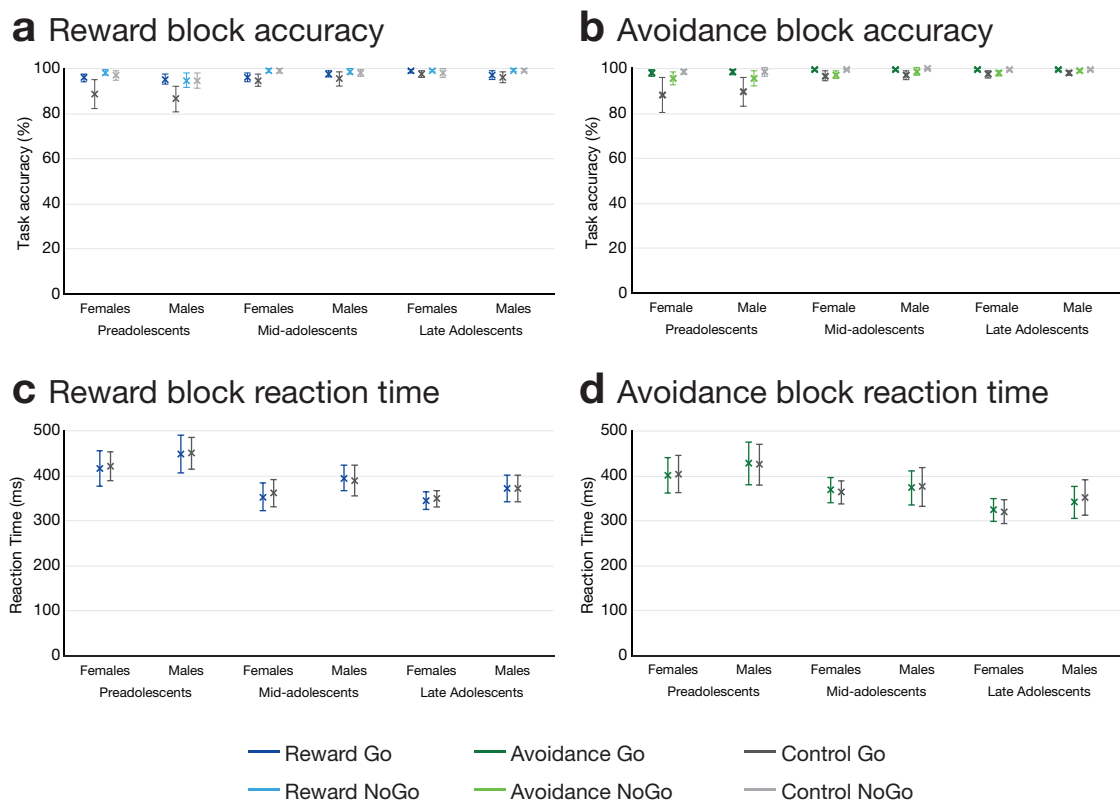 a Reward block accuracy
Task accuracy (%)
100
80
60
40
20
0
Females Males Females Males Females Males
Preadolescents Mid-adolescents Late Adolescents
b Avoidance block accuracy
Task accuracy (%)
100
80
60
40
20
0
Female Male Female Male Female Male
Preadolescents Mid-adolescents Late Adolescents
c Reward block reaction time
Reaction Time (ms)
500
400
300
200
100
0
Females Males Females Males Females Males
Preadolescents Mid-adolescents Late Adolescents
d Avoidance block reaction time
Reaction Time (ms)
500
400
300
200
100
0
Females Males Females Males Females Males
Preadolescents Mid-adolescents Late Adolescents
Reward Go Avoidance Go Control Go
Reward NoGo Avoidance NoGo Control NoGo